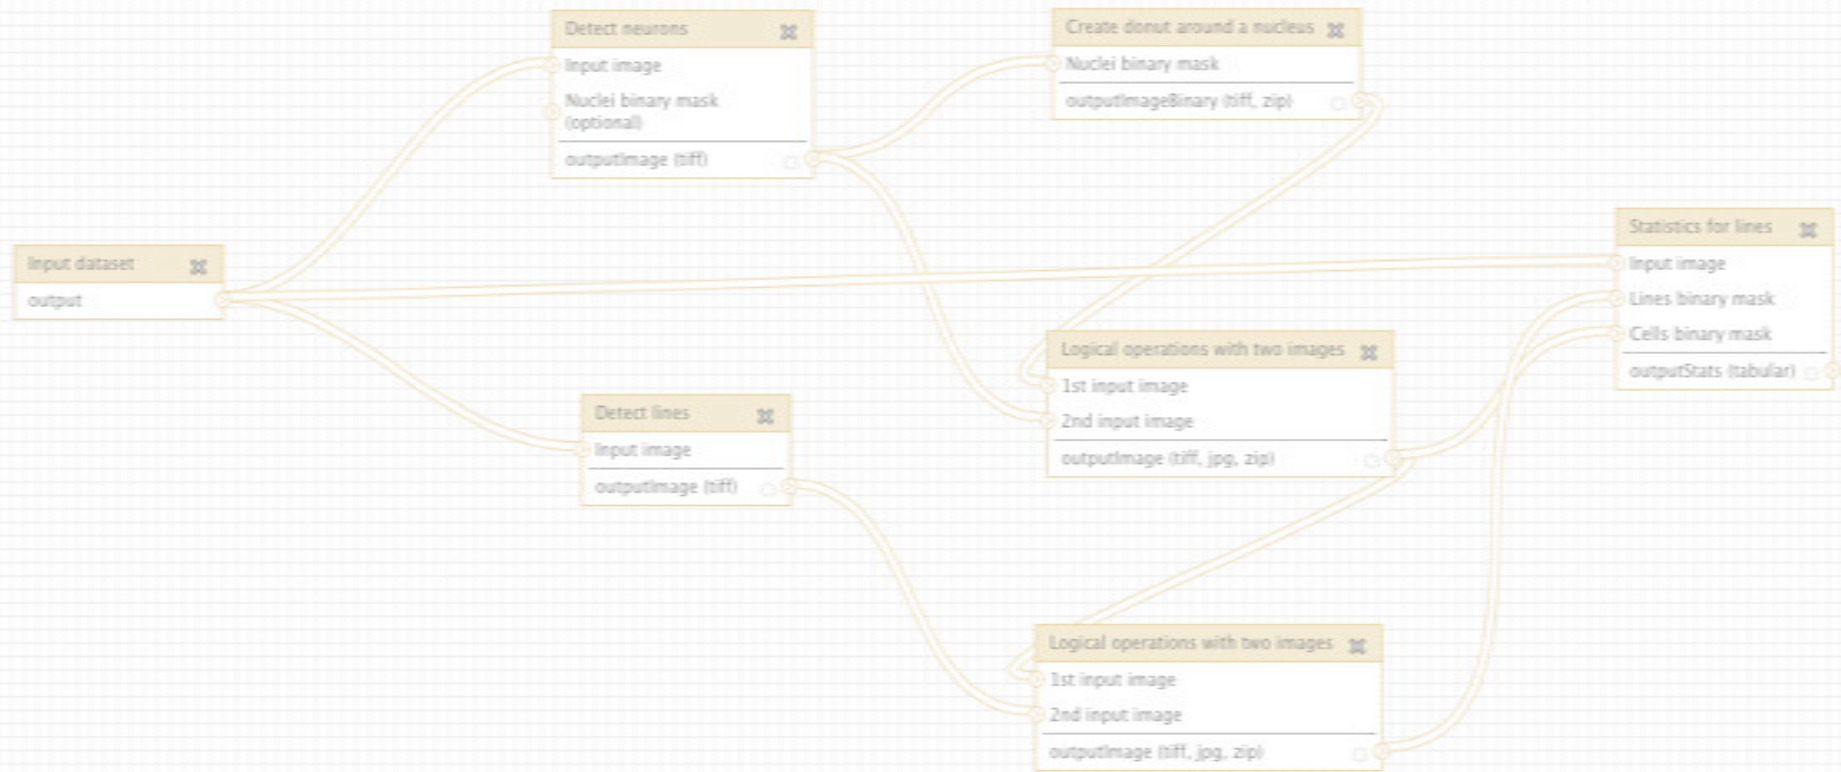 Detect neurons
Input image
Nuclei binary mask
(optional)
outputImage (tiff)
Create donut around a nucleus
Nuclei binary mask
outputImageBinary (tiff, zip)
Input dataset
output
Statistics for lines
Input image
Lines binary mask
Cells binary mask
outputStats (tabular)
Logical operations with two images
1st input image
2nd input image
outputImage (tiff, jpg, zip)
Detect lines
Input image
outputImage (tiff)
Logical operations with two images
1st input image
2nd input image
outputImage (tiff, jpg, zip)